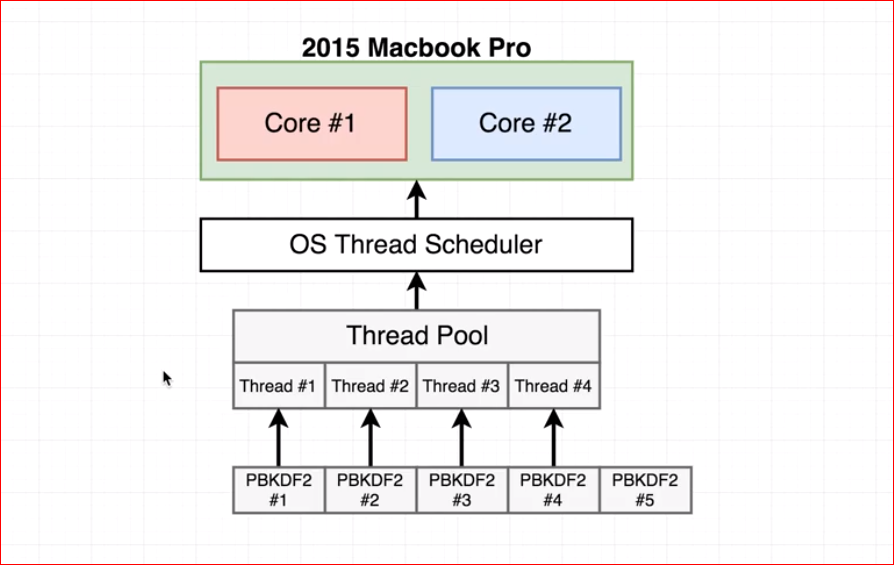 2015 Macbook Pro
Core #1
Core #2
OS Thread Scheduler
Thread Pool
Thread #1
Thread #2
Thread #3
Thread #4
PBKDF2
#1
PBKDF2
#2
PBKDF2
#3
PBKDF2
#4
PBKDF2
#5